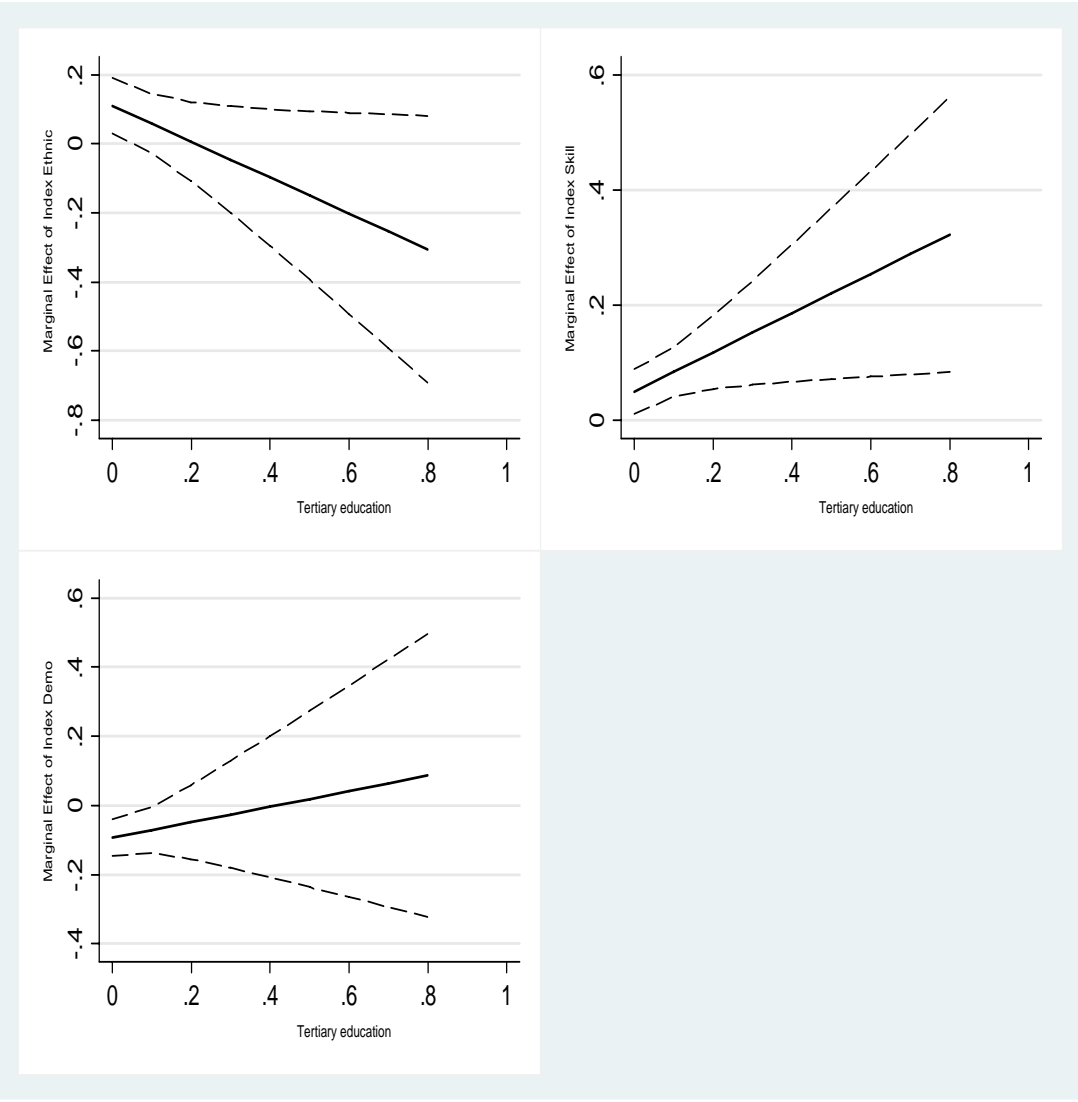 Marginal Effect of Index Ethnic
.2
0
-.2
-.4
-.6
-.8
0 .2 .4 .6 .8 1
Tertiary education
Marginal Effect of Index Skill
.6
.4
.2
0
0 .2 .4 .6 .8 1
Tertiary education
Marginal Effect of Index Demo
.6
.4
.2
0
-.2
-.4
0 .2 .4 .6 .8 1
Tertiary education